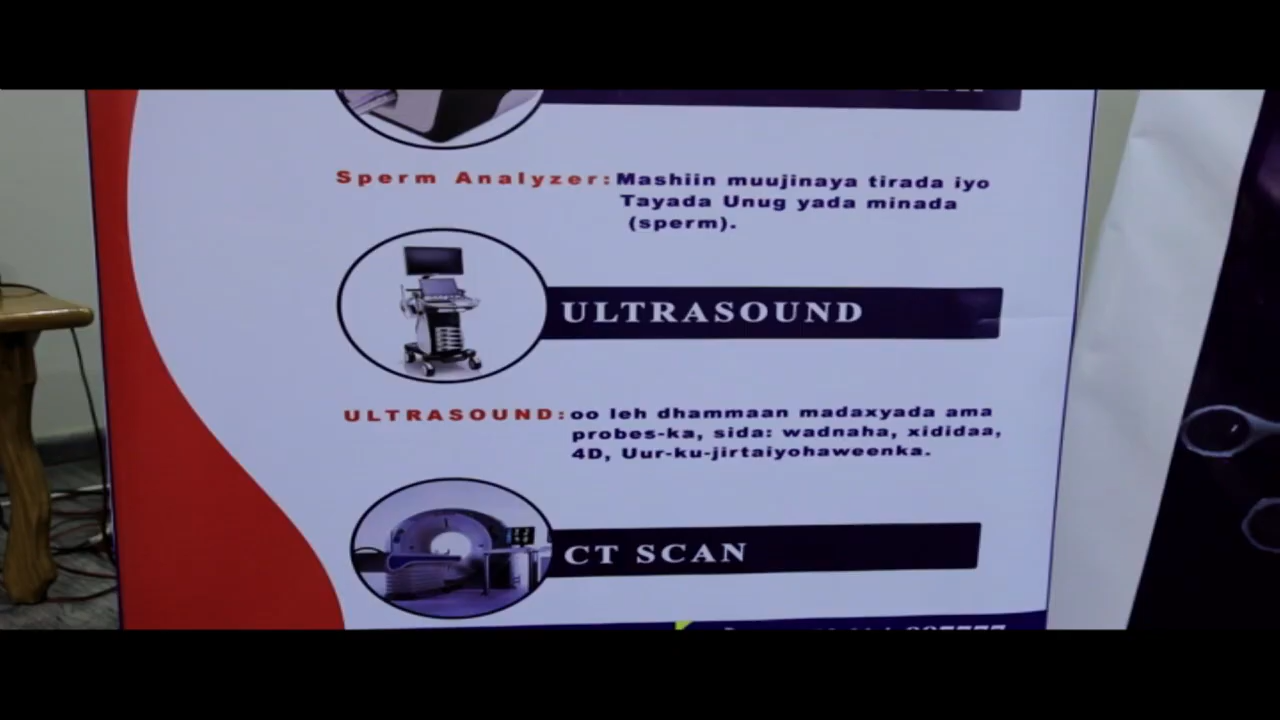 Sperm Analyzer: Mashiin muujinaya tirada iyo
Tayada Unug yada minada
(sperm).
ULTRASOUND
ULTRASOUND: oo leh dhammaan madaxyada ama
probes-ka, sida: wadnaha, xididaa,
4D, Uur-ku-jirtaiyohaweenka.
CT SCAN